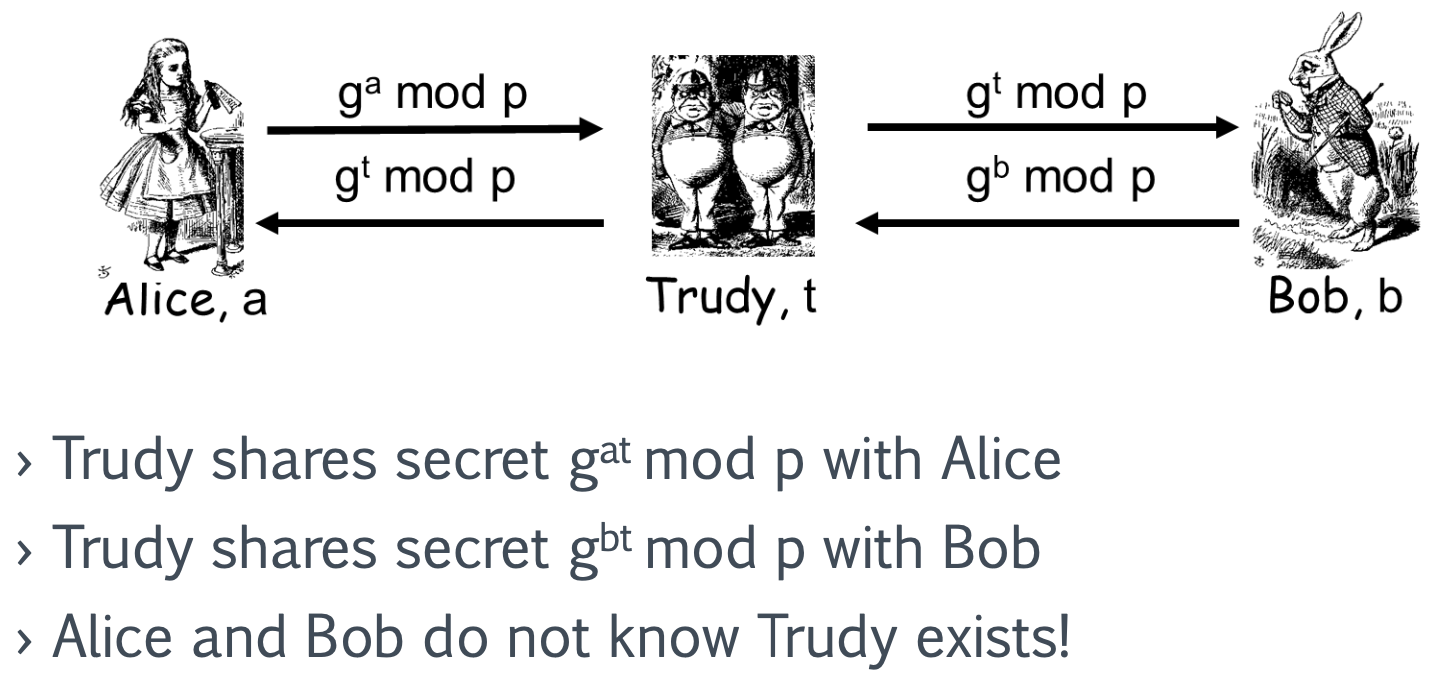 gᵃ mod p
gᵗ mod p
gᵗ mod p
gᵇ mod p
Alice, a
Trudy, t
Bob, b
› Trudy shares secret gᵃᵗ mod p with Alice
› Trudy shares secret gᵇᵗ mod p with Bob
› Alice and Bob do not know Trudy exists!